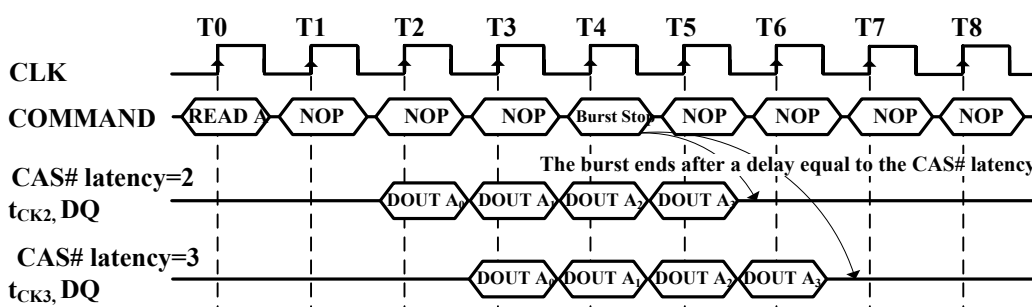 T0 T1 T2 T3 T4 T5 T6 T7 T8
CLK
COMMAND READ A NOP NOP NOP Burst Stop NOP NOP NOP NOP
The burst ends after a delay equal to the CAS# latency
CAS# latency=2
tCK2, DQ DOUT A0 DOUT A1 DOUT A2 DOUT A3
CAS# latency=3
tCK3, DQ DOUT A0 DOUT A1 DOUT A2 DOUT A3